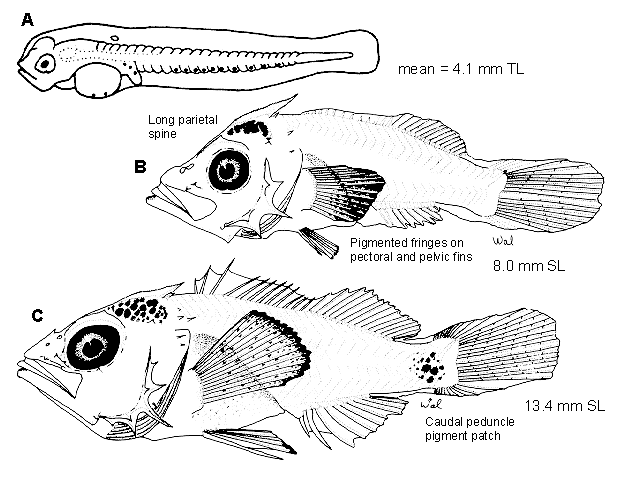 A
mean = 4.1 mm TL
Long parietal
spine
B
Pigmented fringes on
pectoral and pelvic fins
Wal
8.0 mm SL
C
Wal
13.4 mm SL
Caudal peduncle
pigment patch